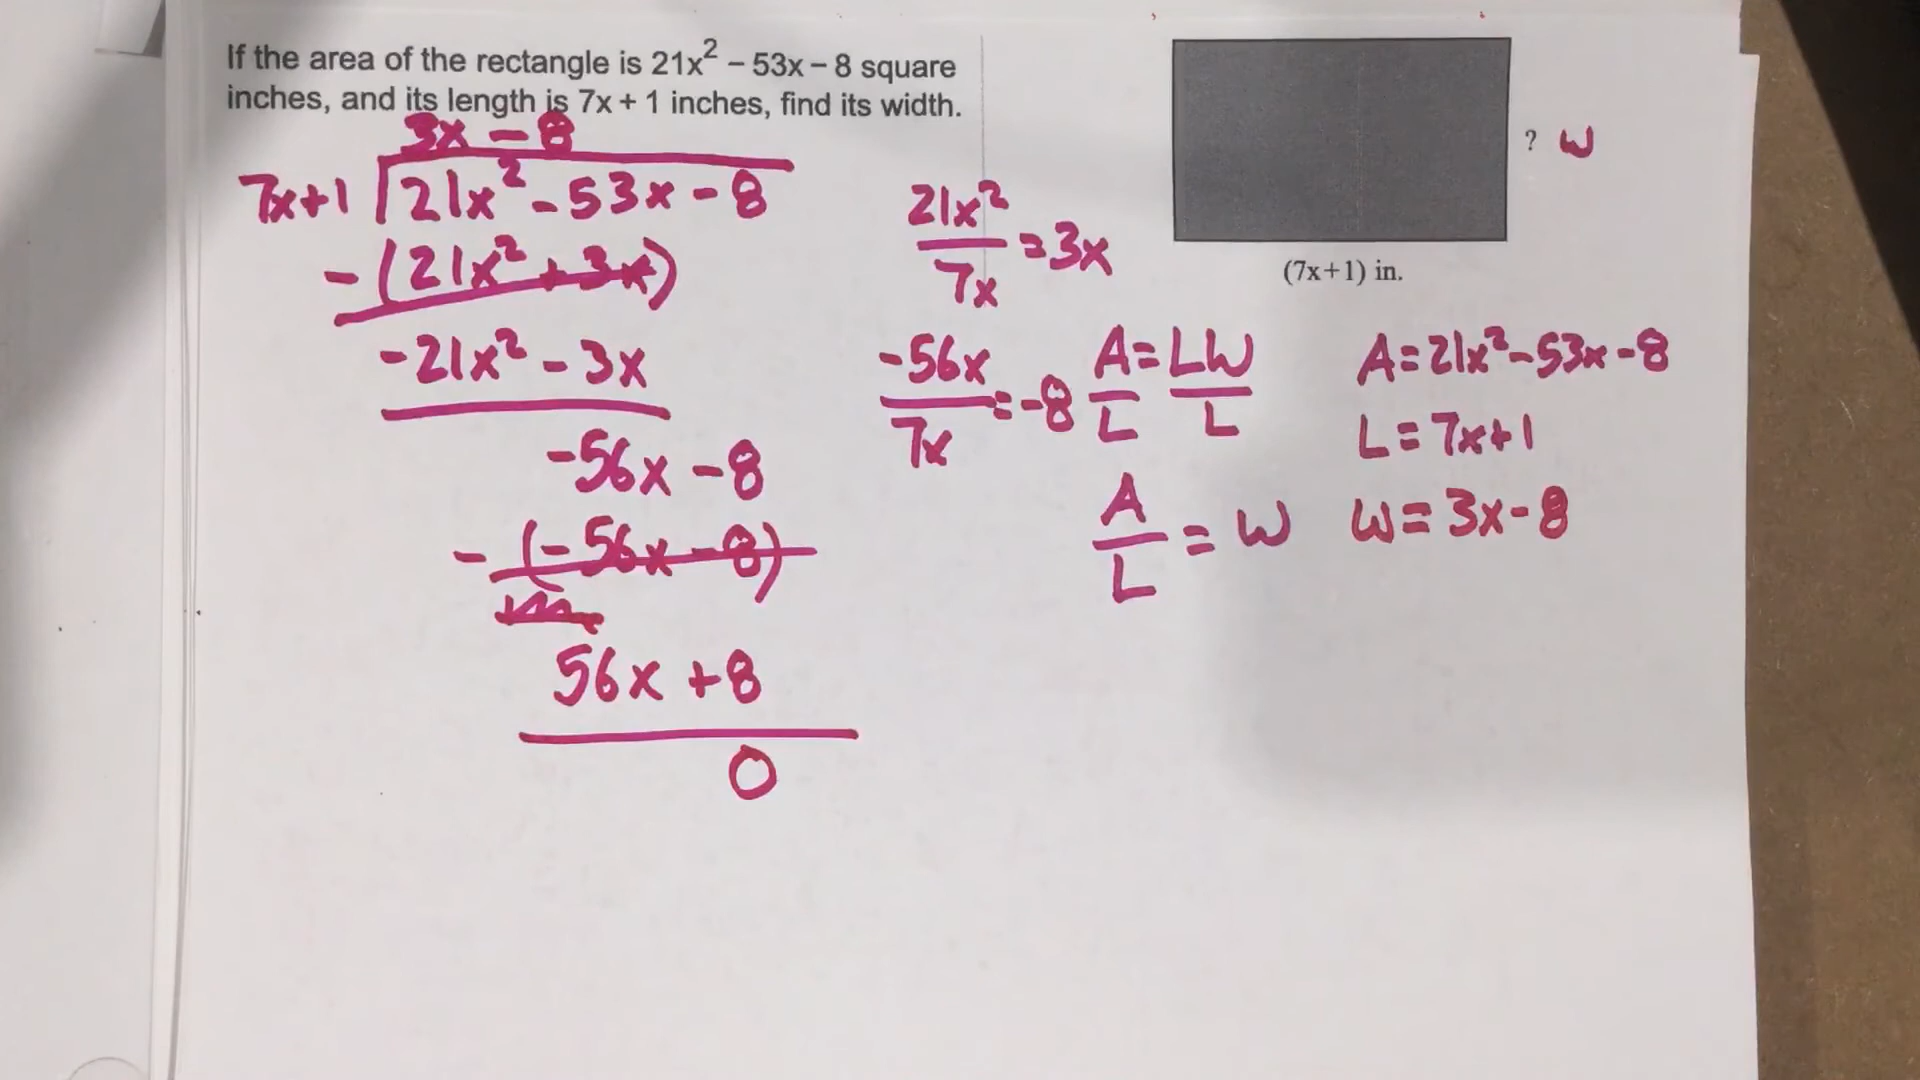 If the area of the rectangle is 21x² – 53x – 8 square
inches, and its length is 7x + 1 inches, find its width.
3x – 8
7x+1 21x² – 53x – 8
– (21x² + 3x)
-21x² – 3x
-56x – 8
– (-56x – 8)
56x + 8
0
21x²/7x = 3x
-56x/7x = -8
? W
(7x+1) in.
A/L = LW/L
A/L = W
A = 21x² – 53x – 8
L = 7x+1
W = 3x – 8